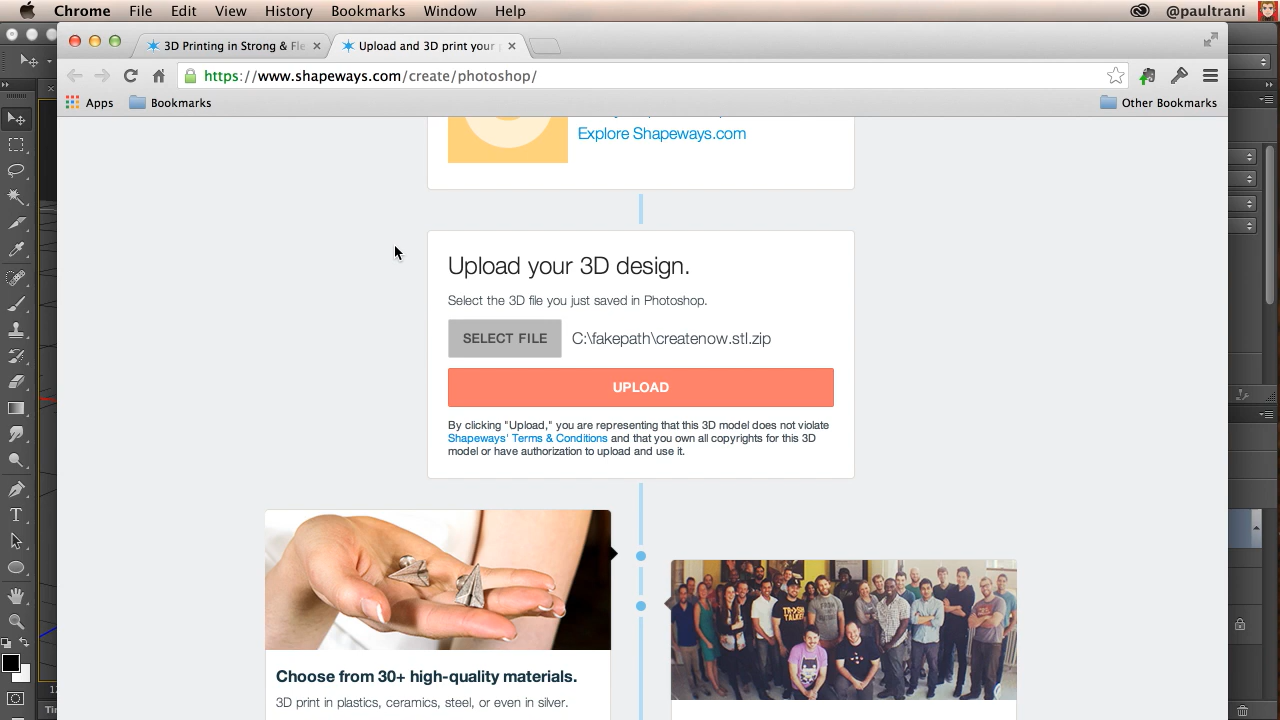 Chrome File Edit View History Bookmarks Window Help @paultrani
3D Printing in Strong & Fle
Upload and 3D print your
https://www.shapeways.com/create/photoshop/
Apps Bookmarks Other Bookmarks
Explore Shapeways.com
Upload your 3D design.
Select the 3D file you just saved in Photoshop.
SELECT FILE C:\fakepath\createnow.stl.zip
UPLOAD
By clicking "Upload," you are representing that this 3D model does not violate
Shapeways' Terms & Conditions and that you own all copyrights for this 3D
model or have authorization to upload and use it.
Choose from 30+ high-quality materials.
3D print in plastics, ceramics, steel, or even in silver.